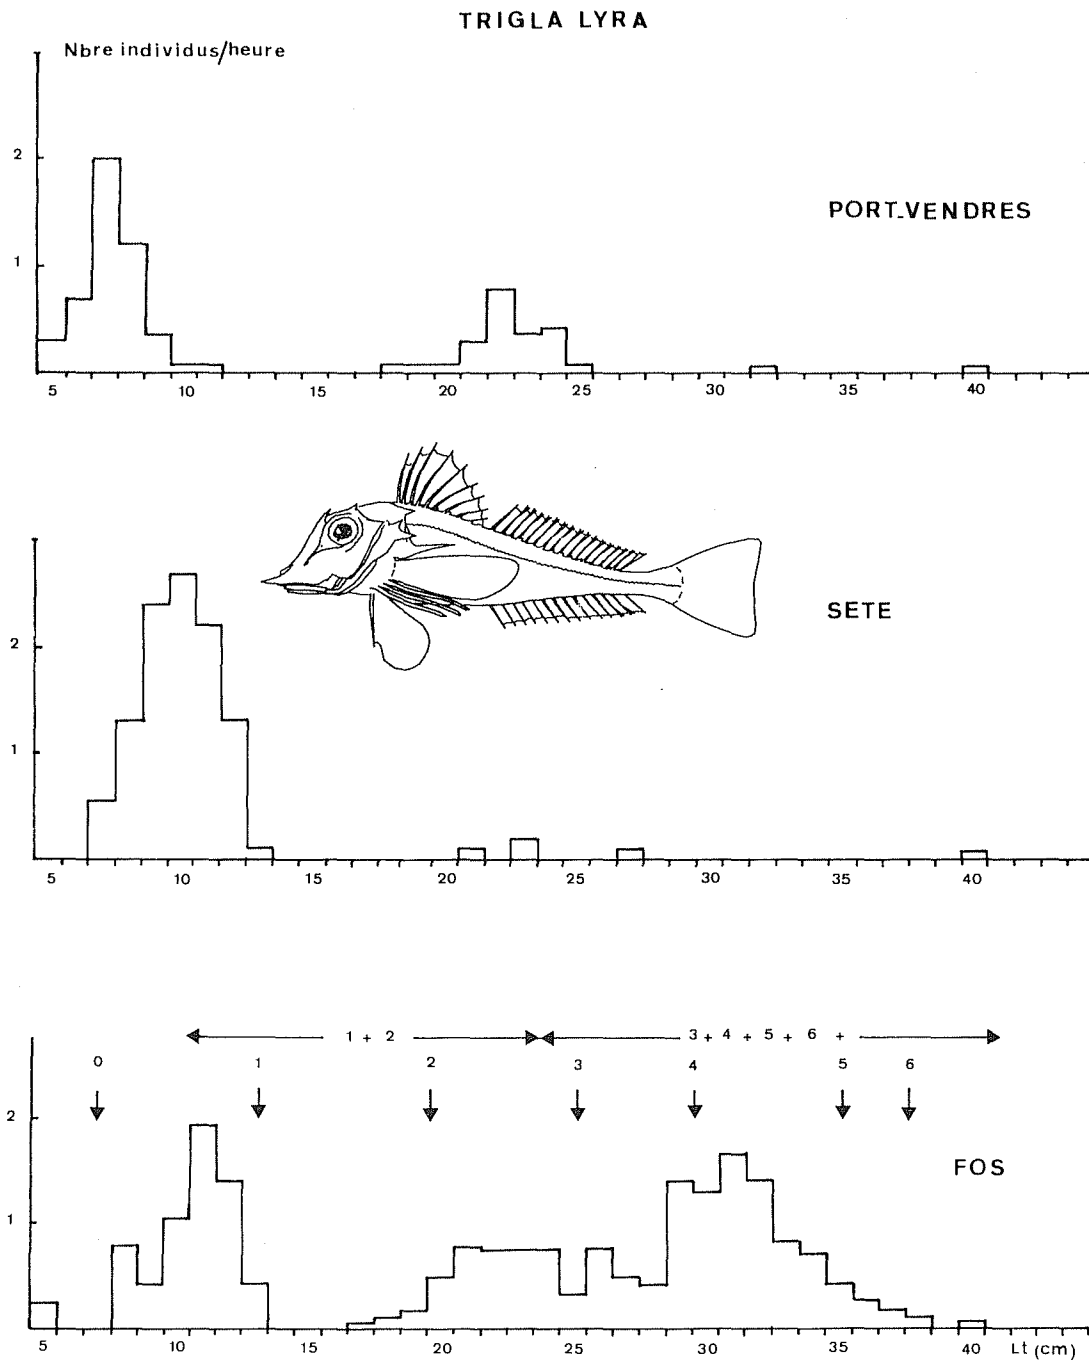 TRIGLA LYRA
Nbre individus/heure
2
1
PORT-VENDRES
5 10 15 20 25 30 35 40
2
1
SETE
5 10 15 20 25 30 35 40
1 + 2 3 + 4 + 5 + 6 +
0 1 2 3 4 5 6
2
1
FOS
5 10 15 20 25 30 35 40 Lt (cm)